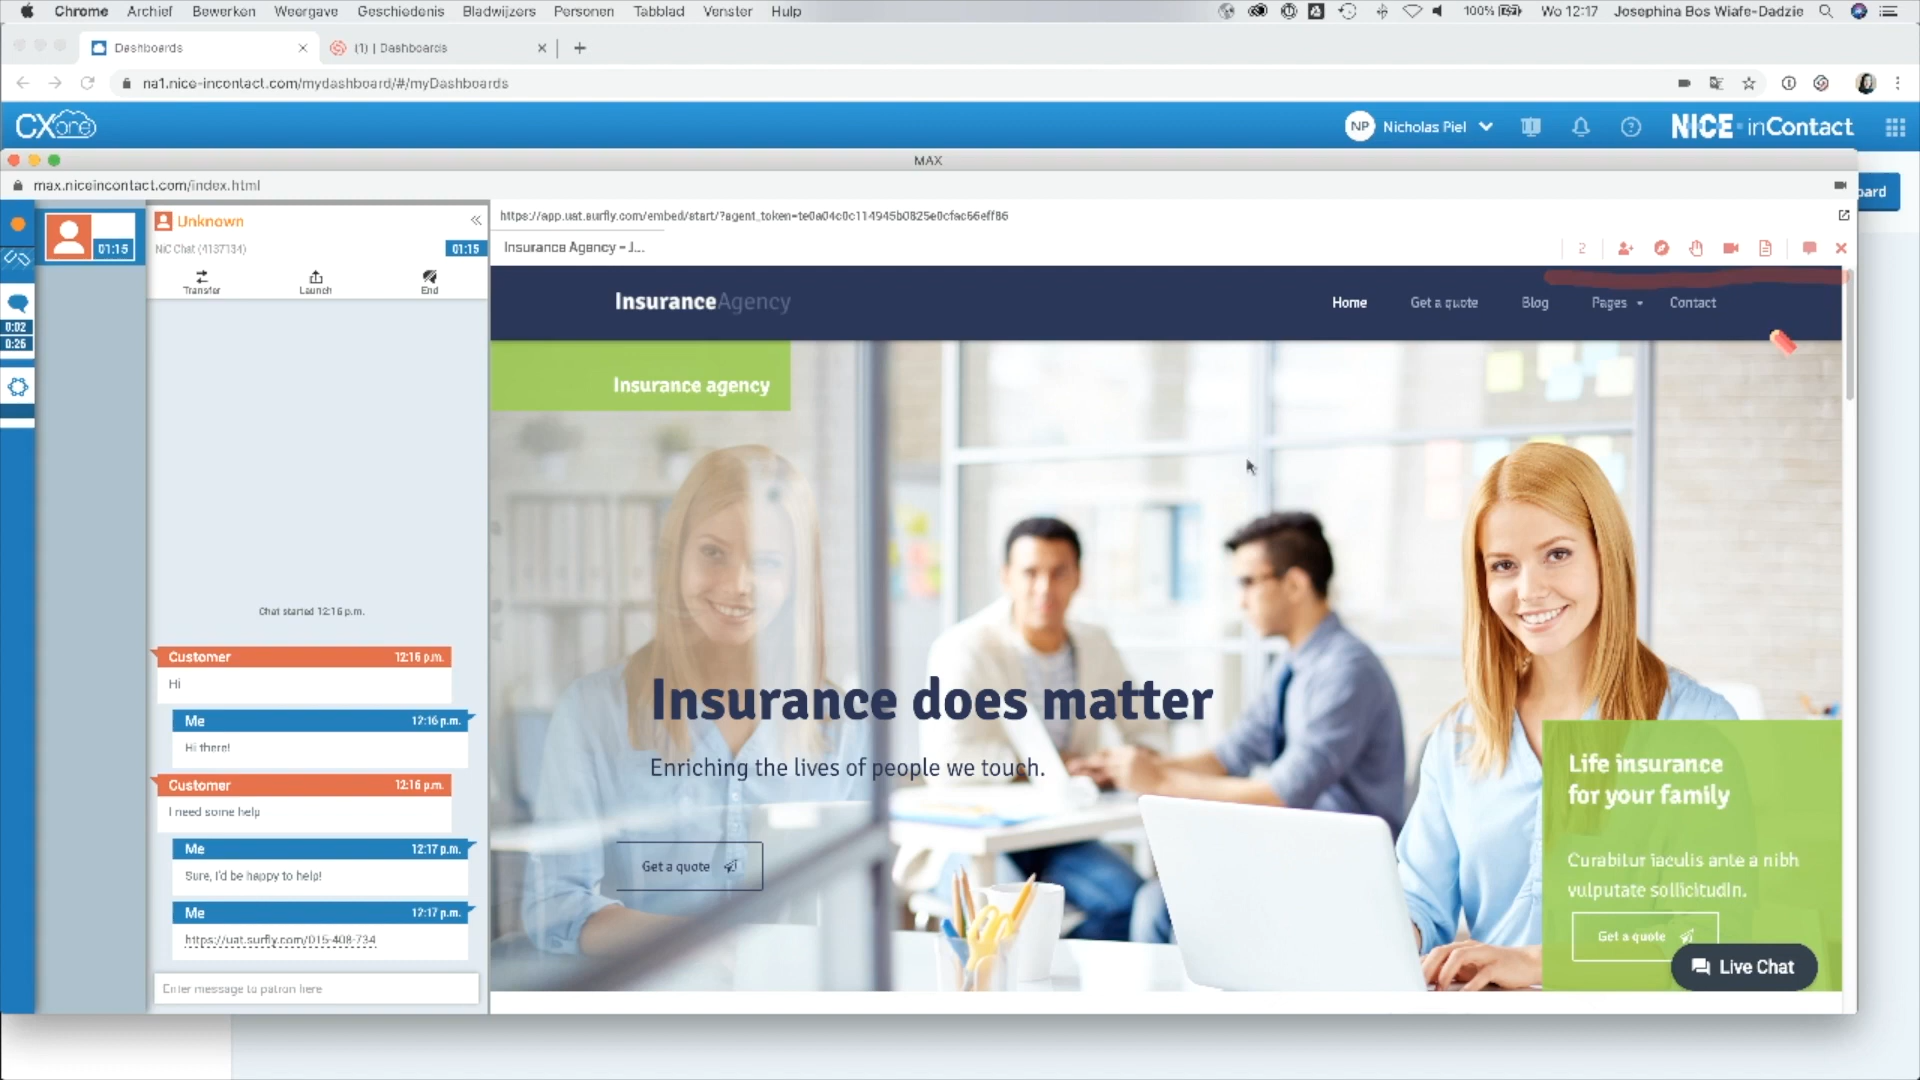 Chrome Archief Bewerken Weergave Geschiedenis Bladwijzers Personen Tabblad Venster Hulp 100% Wo 12:17 Josephina Bos Wiafe-Dadzie
Dashboards (1) | Dashboards
na1.nice-incontact.com/mydashboard/#/myDashboards
CXone NP Nicholas Piel NICE inContact
MAX
max.niceincontact.com/index.html
oard
01:15
Unknown
NiC Chat (4137134) 01:15
Transfer Launch End
0:02
0:26
https://app.uat.surfly.com/embed/start/?agent_token=te0a04c0c114945b0825e0cfac66eff86
Insurance Agency – J...
2
InsuranceAgency
Home Get a quote Blog Pages Contact
Insurance agency
Insurance does matter
Enriching the lives of people we touch.
Get a quote
Life insurance
for your family
Curabitur iaculis ante a nibh
vulputate sollicitudin.
Get a quote
Live Chat
Chat started 12:16 p.m.
Customer 12:16 p.m.
Hi
Me 12:16 p.m.
Hi there!
Customer 12:16 p.m.
I need some help
Me 12:17 p.m.
Sure, I'd be happy to help!
Me 12:17 p.m.
https://uat.surfly.com/015-408-734
Enter message to patron here